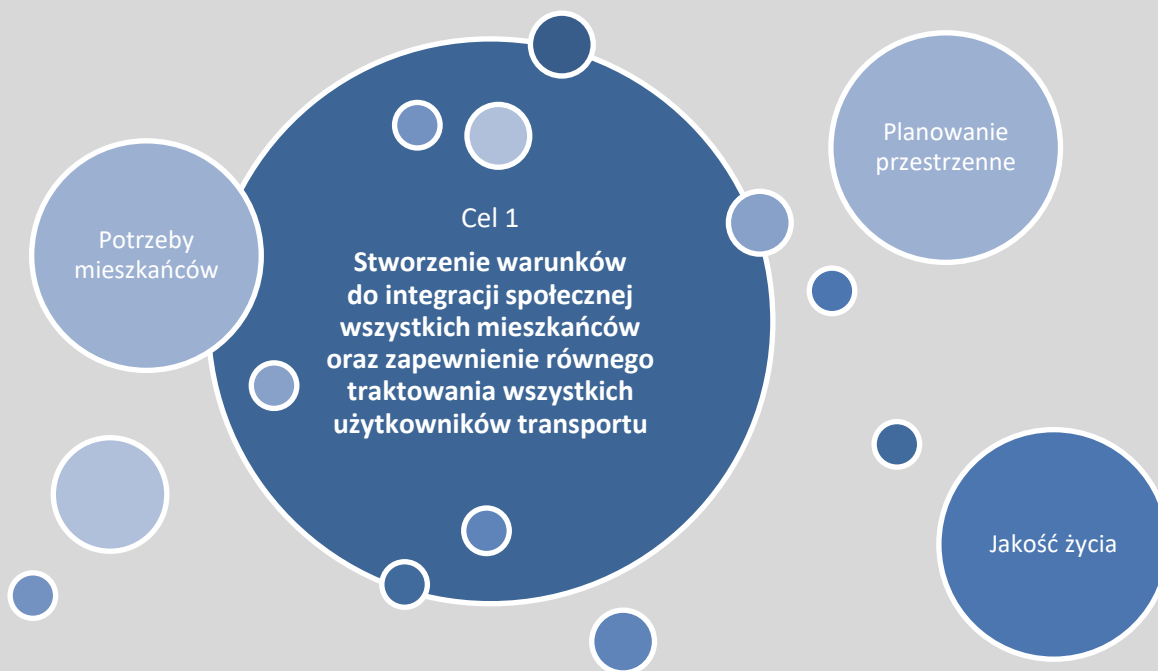 Planowanie
przestrzenne
Potrzeby
mieszkańców
Cel 1
Stworzenie warunków
do integracji społecznej
wszystkich mieszkańców
oraz zapewnienie równego
traktowania wszystkich
użytkowników transportu
Jakość życia